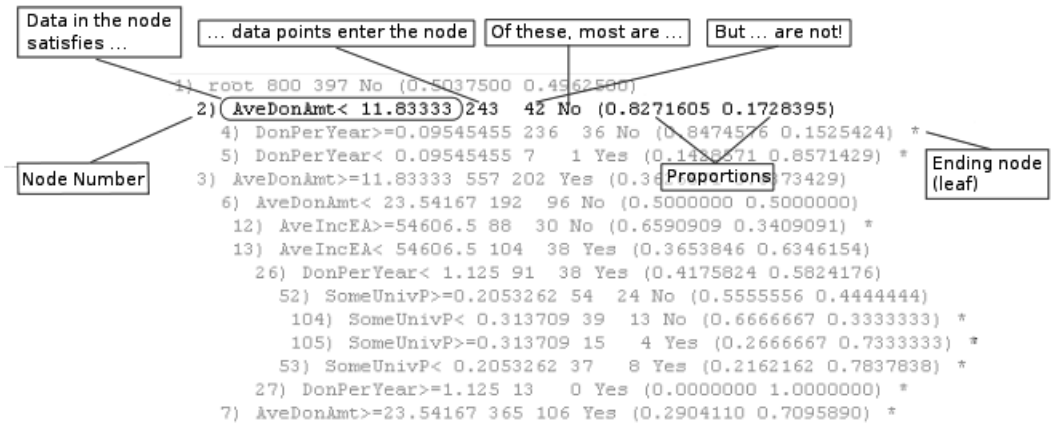 Data in the node
satisfies ...
... data points enter the node
Of these, most are ...
But ... are not!
1) root 800 397 No (0.5037500 0.4962500)
2) AveDonAmt< 11.83333 243 42 No (0.8271605 0.1728395)
4) DonPerYear>=0.09545455 236 36 No (0.8474576 0.1525424) *
5) DonPerYear< 0.09545455 7 1 Yes (0.1428571 0.8571429) *
Node Number
Proportions
Ending node
(leaf)
3) AveDonAmt>=11.83333 557 202 Yes (0.3 73429)
6) AveDonAmt< 23.54167 192 96 No (0.5000000 0.5000000)
12) AveIncEA>=54606.5 88 30 No (0.6590909 0.3409091) *
13) AveIncEA< 54606.5 104 38 Yes (0.3653846 0.6346154)
26) DonPerYear< 1.125 91 38 Yes (0.4175824 0.5824176)
52) SomeUnivP>=0.2053262 54 24 No (0.5555556 0.4444444)
104) SomeUnivP< 0.313709 39 13 No (0.6666667 0.3333333) *
105) SomeUnivP>=0.313709 15 4 Yes (0.2666667 0.7333333) *
53) SomeUnivP< 0.2053262 37 8 Yes (0.2162162 0.7837838) *
27) DonPerYear>=1.125 13 0 Yes (0.0000000 1.0000000) *
7) AveDonAmt>=23.54167 365 106 Yes (0.2904110 0.7095890) *